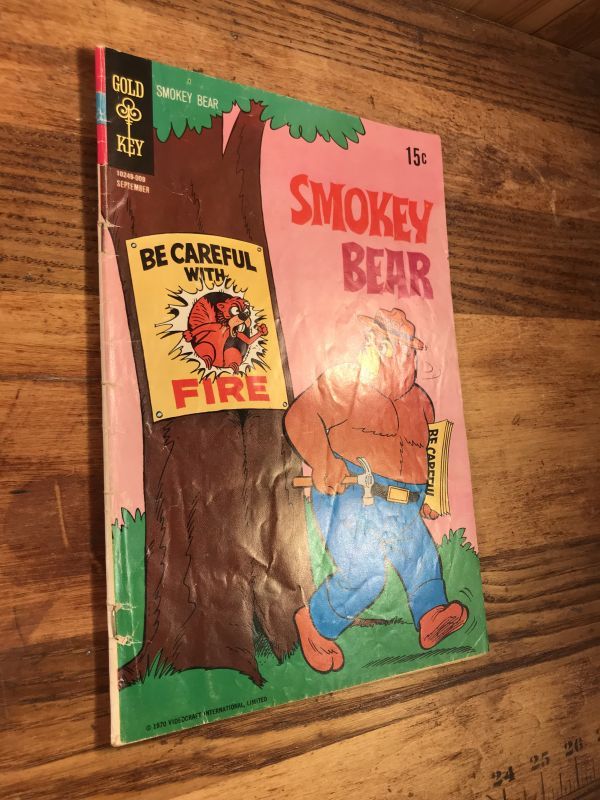 GOLD
KEY
SMOKEY BEAR
10249-009
SEPTEMBER
15c
SMOKEY
BEAR
BE CAREFUL
WITH
FIRE
BE CAREFUL
© 1970 VIDEOCRAFT INTERNATIONAL, LIMITED
24 25 26